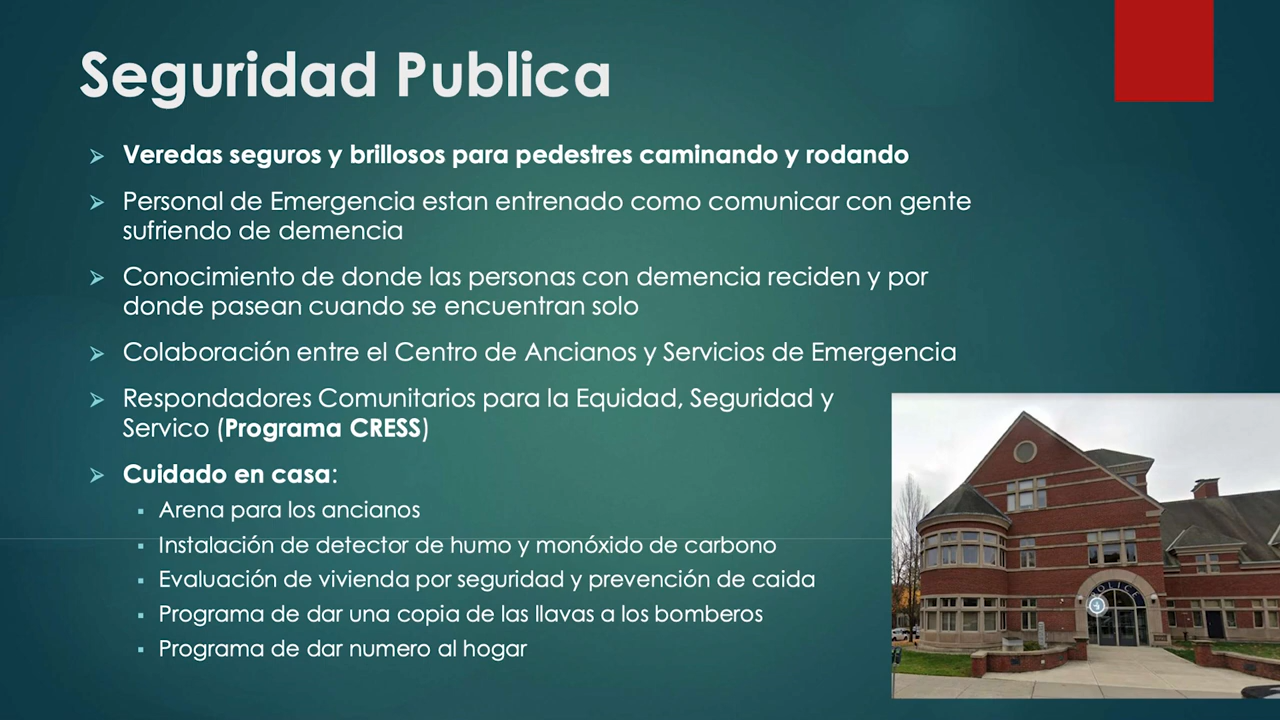 Seguridad Publica
Veredas seguros y brillosos para pedestres caminando y rodando
Personal de Emergencia estan entrenado como comunicar con gente
sufriendo de demencia
Conocimiento de donde las personas con demencia reciden y por
donde pasean cuando se encuentran solo
Colaboración entre el Centro de Ancianos y Servicios de Emergencia
Respondadores Comunitarios para la Equidad, Seguridad y
Servico (Programa CRESS)
Cuidado en casa:
Arena para los ancianos
Instalación de detector de humo y monóxido de carbono
Evaluación de vivienda por seguridad y prevención de caida
Programa de dar una copia de las llavas a los bomberos
Programa de dar numero al hogar
POLICE